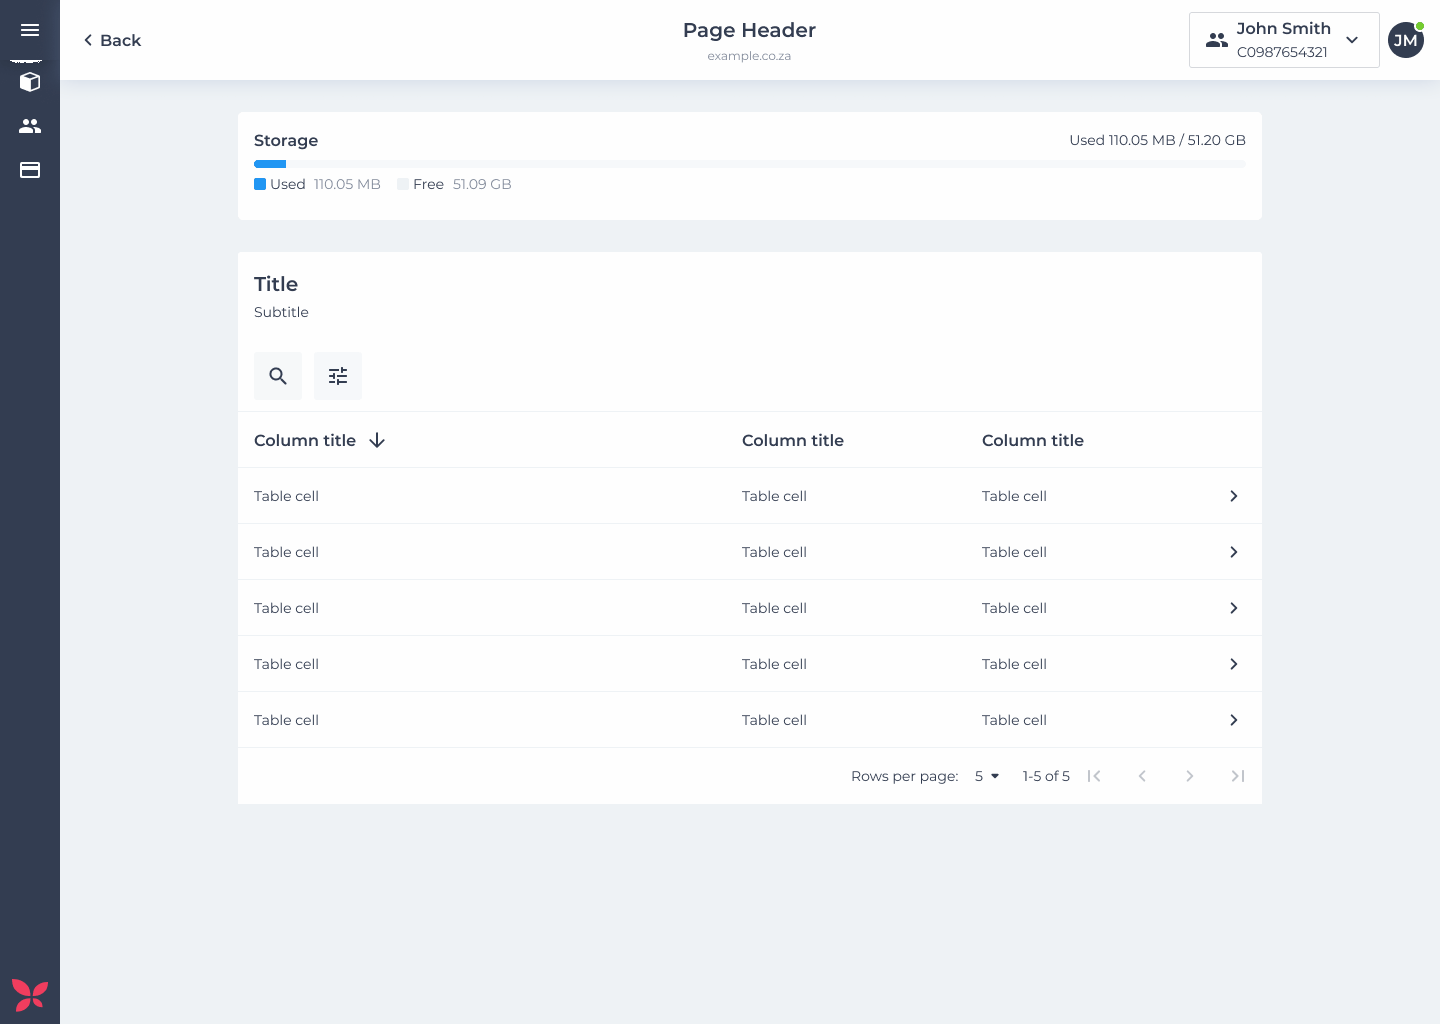 Back
Page Header
example.co.za
John Smith
C0987654321
JM
Storage
Used 110.05 MB / 51.20 GB
Used 110.05 MB Free 51.09 GB
Title
Subtitle
Column title Column title Column title
Table cell Table cell Table cell
Table cell Table cell Table cell
Table cell Table cell Table cell
Table cell Table cell Table cell
Table cell Table cell Table cell
Rows per page: 5 1-5 of 5